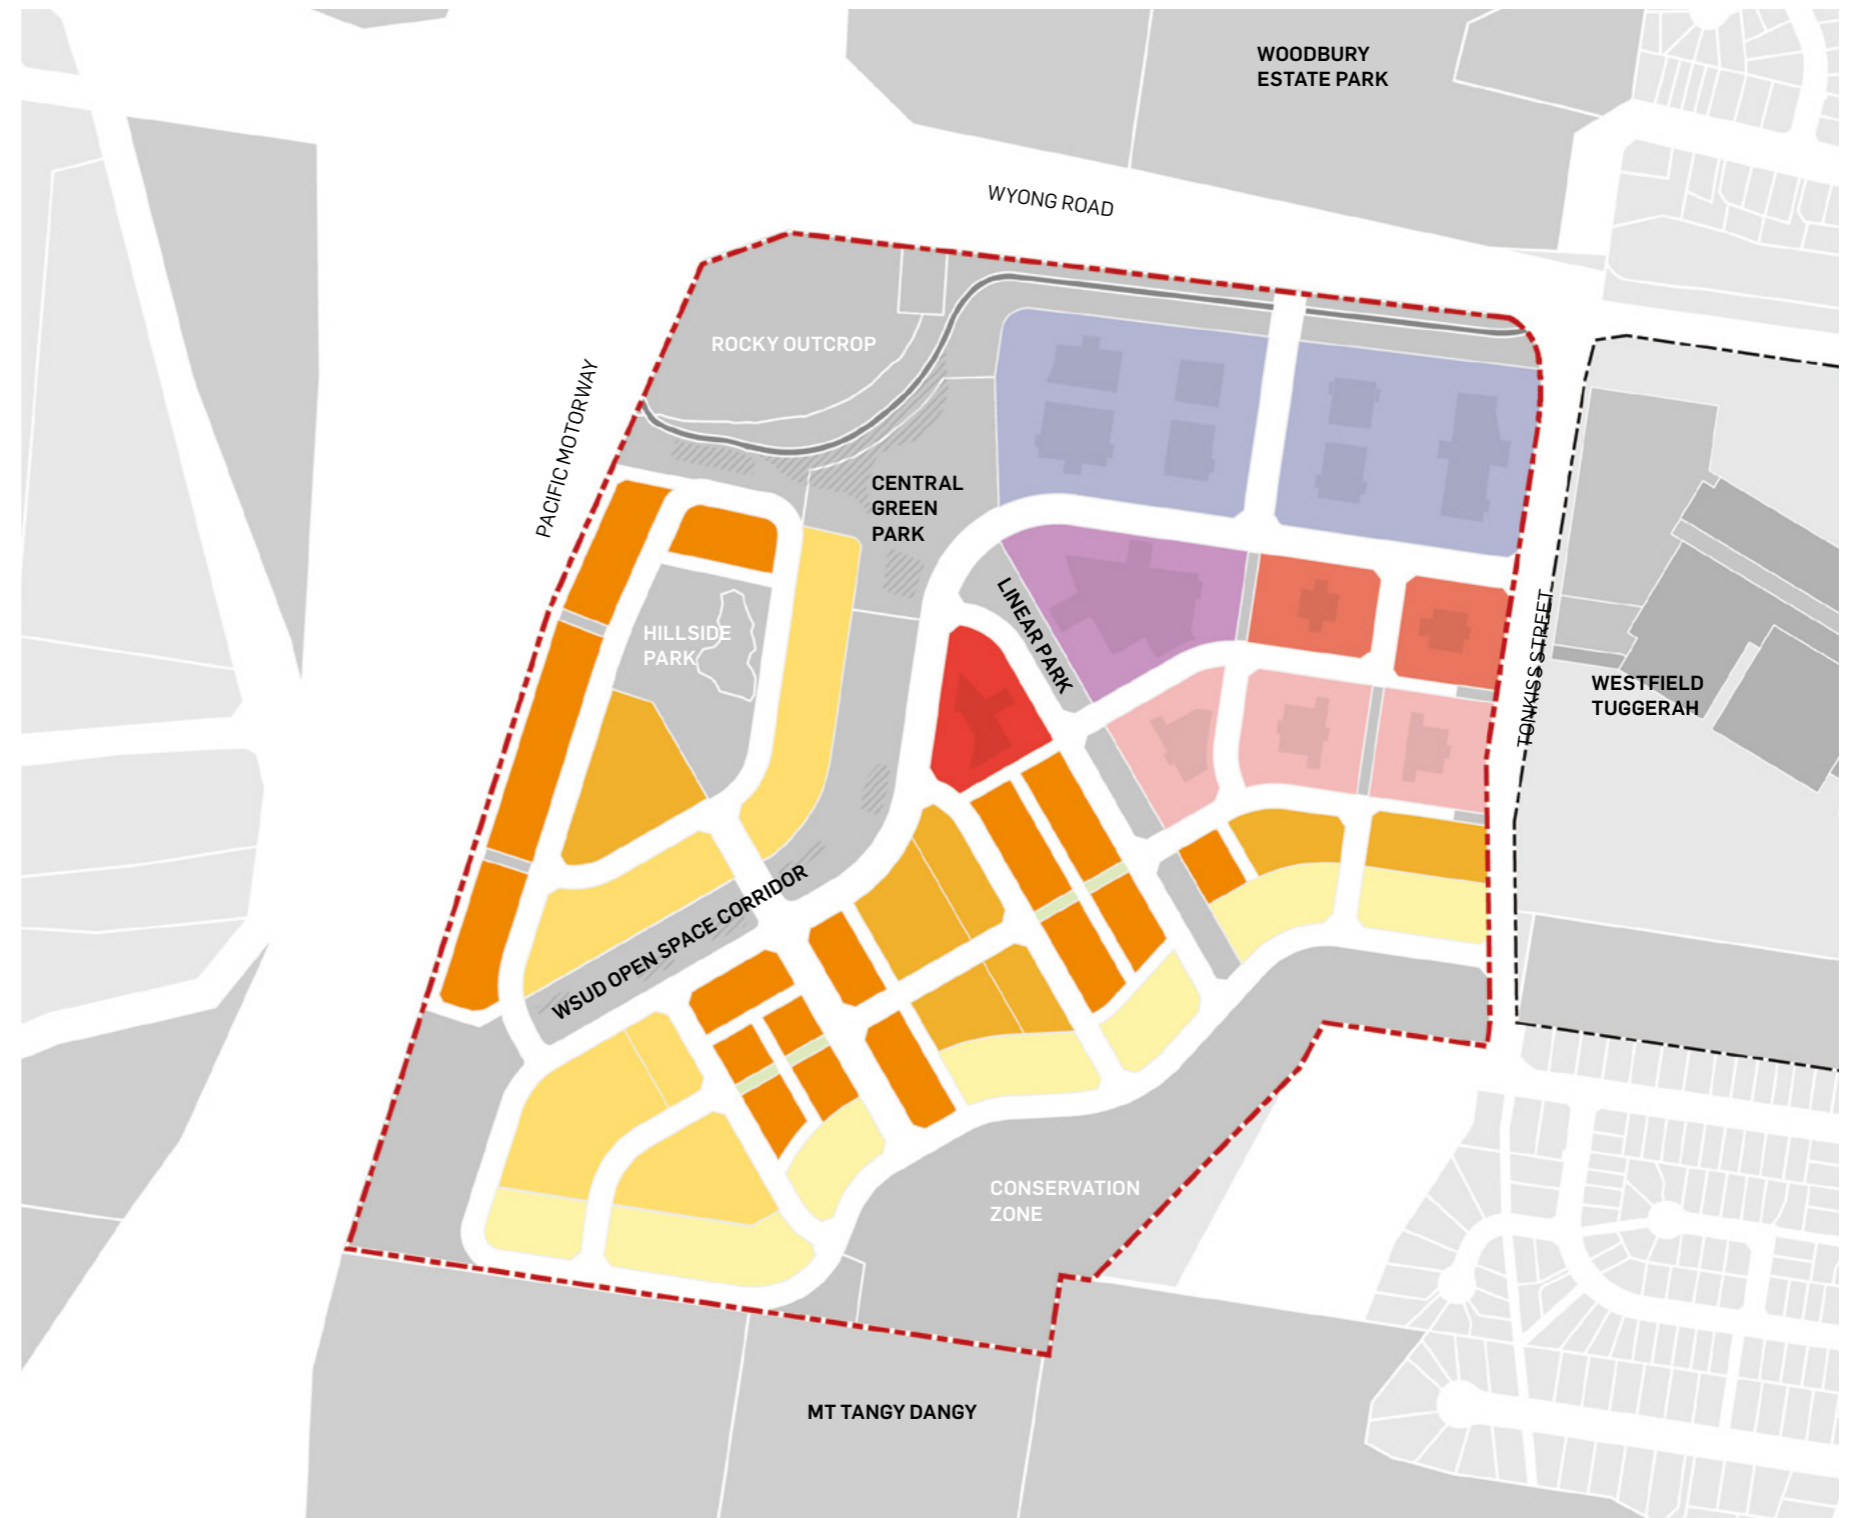 WOODBURY
ESTATE PARK
WYONG ROAD
ROCKY OUTCROP
PACIFIC MOTORWAY
CENTRAL
GREEN
PARK
LINEAR PARK
HILLSIDE
PARK
TONKISS STREET
WESTFIELD
TUGGERAH
WSUD OPEN SPACE CORRIDOR
CONSERVATION
ZONE
MT TANGY DANGY